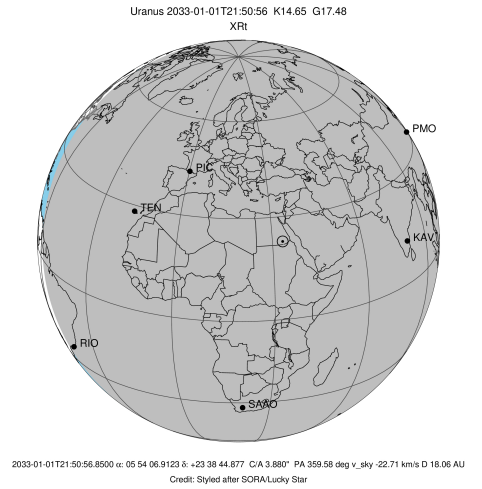 Uranus 2033-01-01T21:50:56 K14.65 G17.48
XRt
PMO
PIC
TEN
KAV
RIO
SAAO
2033-01-01T21:50:56.8500 α: 05 54 06.9123 δ: +23 38 44.877 C/A 3.880" PA 359.58 deg v_sky -22.71 km/s D 18.06 AU
Credit: Styled after SORA/Lucky Star